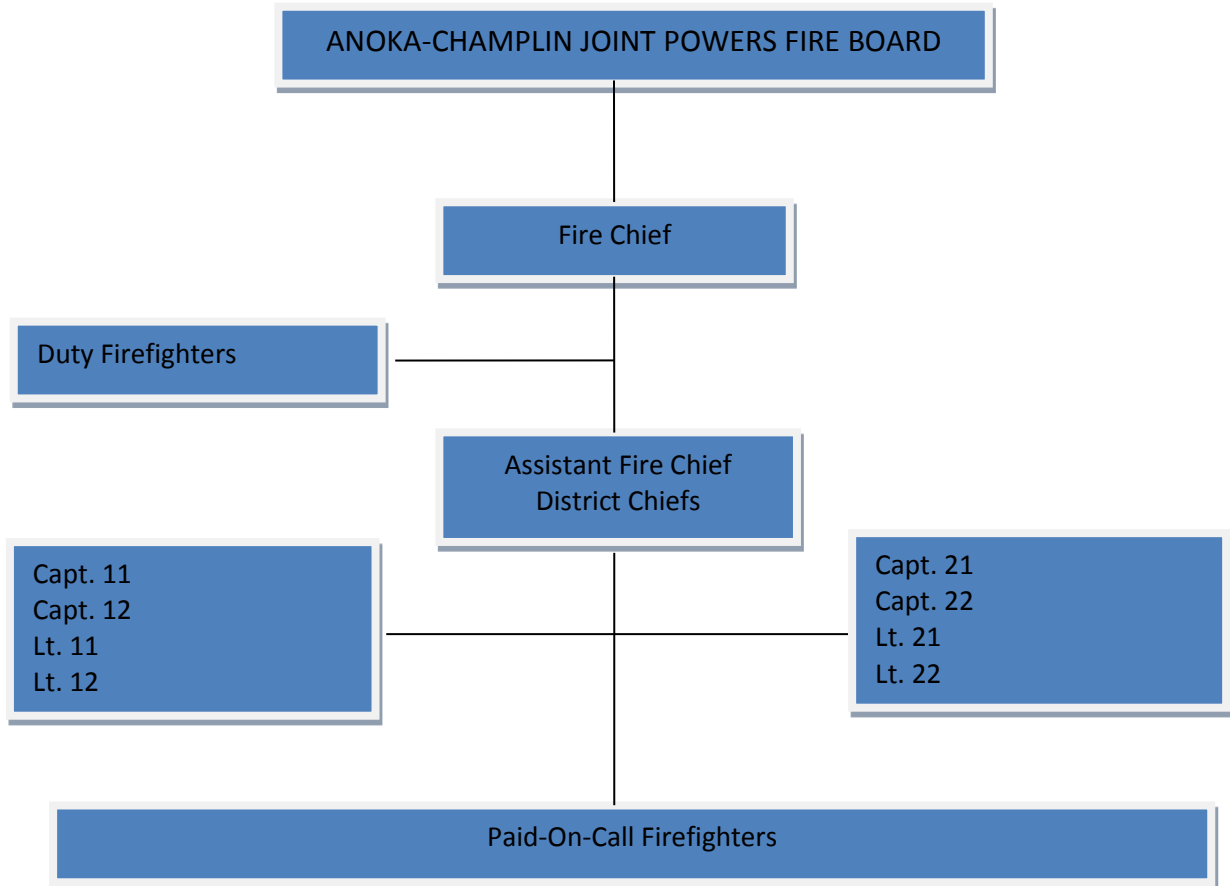 ANOKA-CHAMPLIN JOINT POWERS FIRE BOARD
Fire Chief
Duty Firefighters
Assistant Fire Chief
District Chiefs
Capt. 11
Capt. 12
Lt. 11
Lt. 12
Capt. 21
Capt. 22
Lt. 21
Lt. 22
Paid-On-Call Firefighters